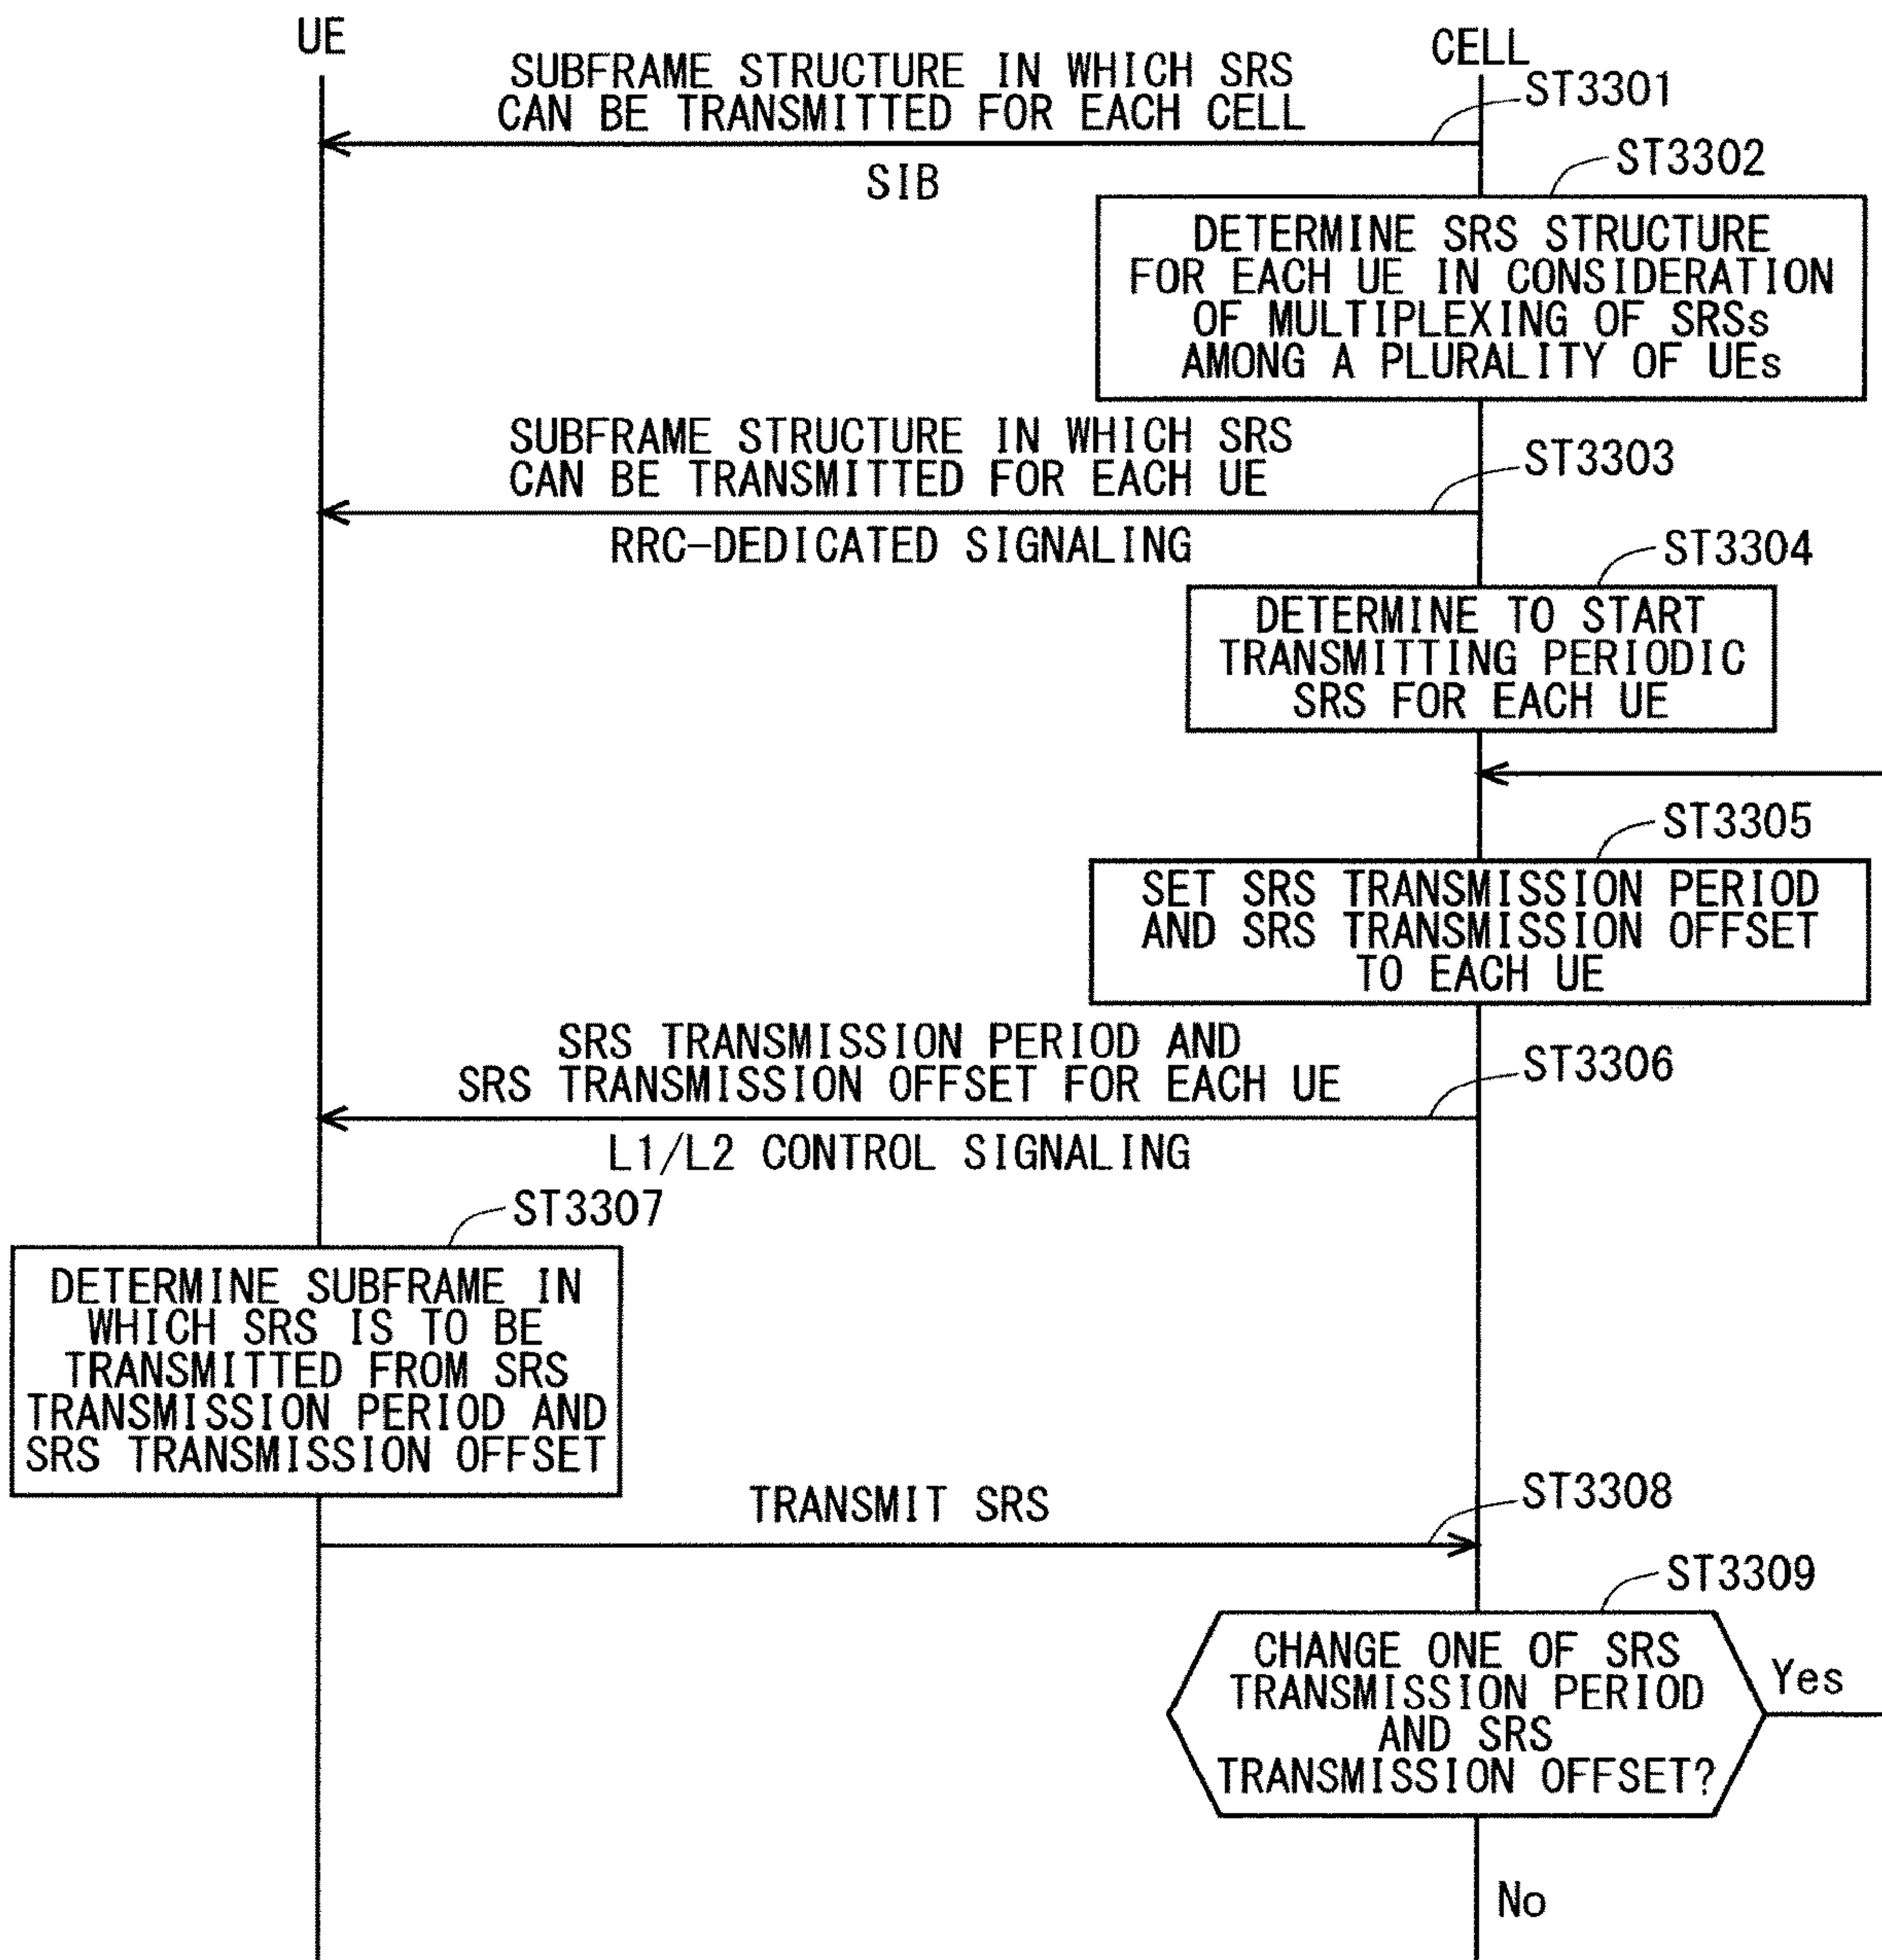 UE
CELL
SUBFRAME STRUCTURE IN WHICH SRS
CAN BE TRANSMITTED FOR EACH CELL
ST3301
SIB
ST3302
DETERMINE SRS STRUCTURE
FOR EACH UE IN CONSIDERATION
OF MULTIPLEXING OF SRSs
AMONG A PLURALITY OF UEs
SUBFRAME STRUCTURE IN WHICH SRS
CAN BE TRANSMITTED FOR EACH UE
ST3303
RRC-DEDICATED SIGNALING
ST3304
DETERMINE TO START
TRANSMITTING PERIODIC
SRS FOR EACH UE
ST3305
SET SRS TRANSMISSION PERIOD
AND SRS TRANSMISSION OFFSET
TO EACH UE
SRS TRANSMISSION PERIOD AND
SRS TRANSMISSION OFFSET FOR EACH UE
ST3306
L1/L2 CONTROL SIGNALING
ST3307
DETERMINE SUBFRAME IN
WHICH SRS IS TO BE
TRANSMITTED FROM SRS
TRANSMISSION PERIOD AND
SRS TRANSMISSION OFFSET
TRANSMIT SRS
ST3308
ST3309
CHANGE ONE OF SRS
TRANSMISSION PERIOD
AND SRS
TRANSMISSION OFFSET?
Yes
No